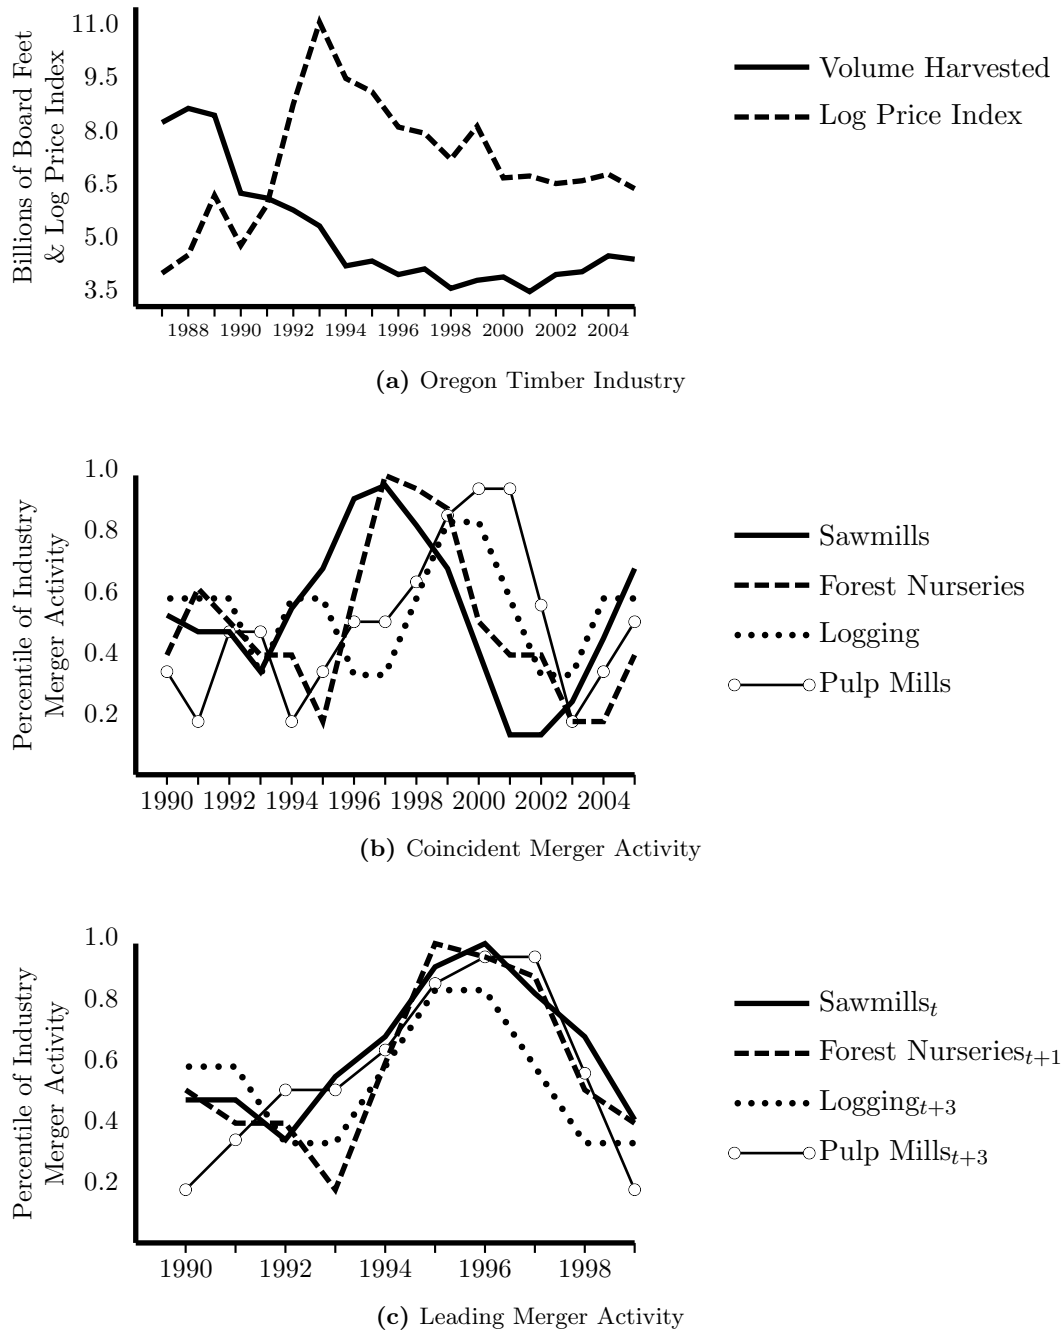 Billions of Board Feet
& Log Price Index
11.0
9.5
8.0
6.5
5.0
3.5
1988 1990 1992 1994 1996 1998 2000 2002 2004
Volume Harvested
Log Price Index
(a) Oregon Timber Industry
Percentile of Industry
Merger Activity
1.0
0.8
0.6
0.4
0.2
1990 1992 1994 1996 1998 2000 2002 2004
Sawmills
Forest Nurseries
Logging
Pulp Mills
(b) Coincident Merger Activity
Percentile of Industry
Merger Activity
1.0
0.8
0.6
0.4
0.2
1990 1992 1994 1996 1998
Sawmills_t
Forest Nurseries_{t+1}
Logging_{t+3}
Pulp Mills_{t+3}
(c) Leading Merger Activity